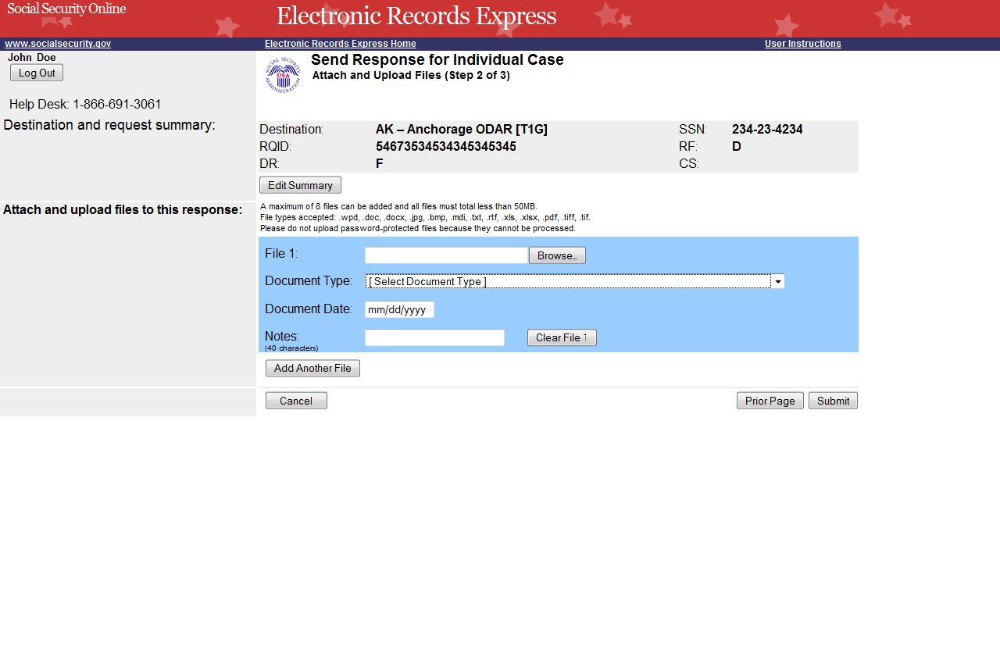 Social Security Online
Electronic Records Express
www.socialsecurity.gov Electronic Records Express Home User Instructions
John Doe
Log Out
Help Desk: 1-866-691-3061
Send Response for Individual Case
Attach and Upload Files (Step 2 of 3)
USA
SOCIAL SECURITY ADMINISTRATION
Destination and request summary:
Destination: AK – Anchorage ODAR [T1G] SSN: 234-23-4234
RQID: 54673534534345345345 RF: D
DR: F CS:
Edit Summary
Attach and upload files to this response:
A maximum of 8 files can be added and all files must total less than 50MB.
File types accepted: .wpd, .doc, .docx, .jpg, .bmp, .mdi, .txt, .rtf, .xls, .xlsx, .pdf, .tiff, .tif.
Please do not upload password-protected files because they cannot be processed.
File 1: Browse...
Document Type: [ Select Document Type ]
Document Date: mm/dd/yyyy
Notes: Clear File 1
(40 characters)
Add Another File
Cancel Prior Page Submit